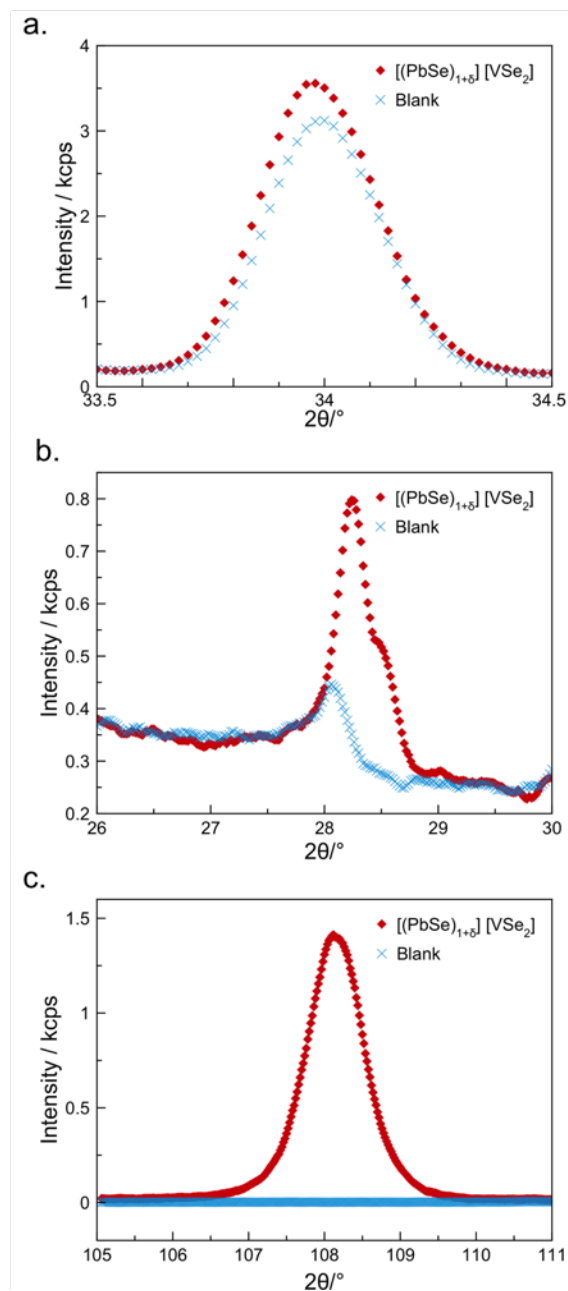 a.
4
3
2
1
0
Intensity / kcps
[(PbSe)₁₊δ] [VSe₂]
Blank
33.5
34
34.5
2θ/°
b.
0.8
0.7
0.6
0.5
0.4
0.3
0.2
Intensity / kcps
[(PbSe)₁₊δ] [VSe₂]
Blank
26
27
28
29
30
2θ/°
c.
1.5
1
0.5
0
Intensity / kcps
[(PbSe)₁₊δ] [VSe₂]
Blank
105
106
107
108
109
110
111
2θ/°